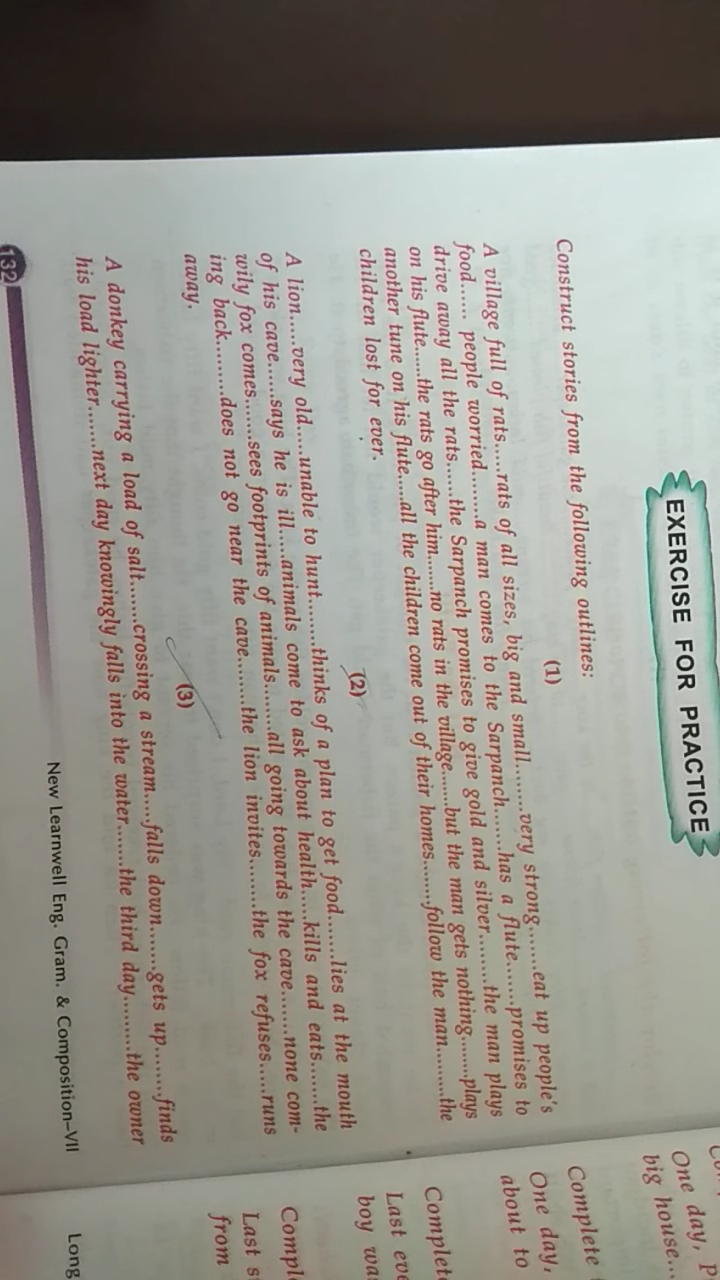 EXERCISE FOR PRACTICE
Construct stories from the following outlines:
(1)
A village full of rats.....rats of all sizes, big and small........very strong.......eat up people's
food..... people worried........a man comes to the Sarpanch......has a flute.......promises to
drive away all the rats......the Sarpanch promises to give gold and silver........the man plays
on his flute......the rats go after him......no rats in the village.......but the man gets nothing........plays
another tune on his flute.....all the children come out of their homes.......follow the man.........the
children lost for ever.
(2)
A lion.....very old.....unable to hunt........thinks of a plan to get food.......lies at the mouth
of his cave......says he is ill......animals come to ask about health.....kills and eats.......the
wily fox comes.......sees footprints of animals........all going towards the cave........none com-
ing back.........does not go near the cave........the lion invites........the fox refuses.....runs
away.
(3)
A donkey carrying a load of salt........crossing a stream.....falls down........gets up........finds
his load lighter........next day knowingly falls into the water........the third day..........the owner
132
New Learnwell Eng. Gram. & Composition–VII
One day, P
big house...
Complete
One day,
about to
Complete
Last eve
boy wa
Last s
from
Long